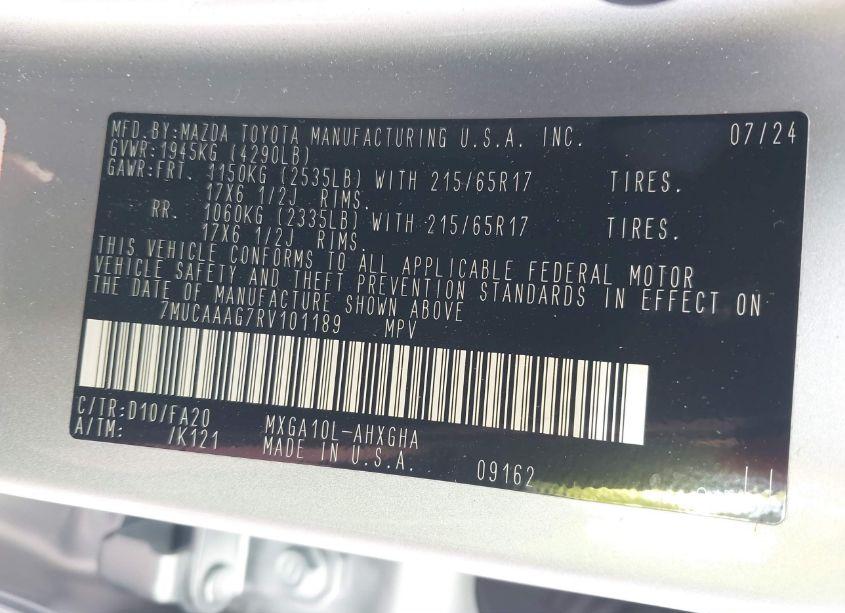 MFD.BY:MAZDA TOYOTA MANUFACTURING U.S.A. INC. 07/24
GVWR:1945KG (4290LB)
GAWR:FRT. 1150KG (2535LB) WITH 215/65R17 TIRES.
17X6 1/2J RIMS.
RR. 1060KG (2335LB) WITH 215/65R17 TIRES.
17X6 1/2J RIMS.
THIS VEHICLE CONFORMS TO ALL APPLICABLE FEDERAL MOTOR
VEHICLE SAFETY AND THEFT PREVENTION STANDARDS IN EFFECT ON
THE DATE OF MANUFACTURE SHOWN ABOVE
7MUCAAAG7RV101189 MPV
C/TR:D10/FA20 MXGA10L-AHXGHA
A/TM: /K121 MADE IN U.S.A. 09162